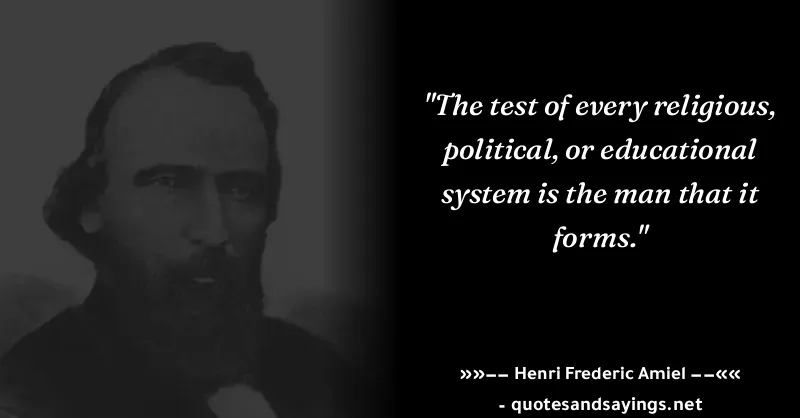 "The test of every religious,
political, or educational
system is the man that it
forms."
»»–– Henri Frederic Amiel ––««
- quotesandsayings.net